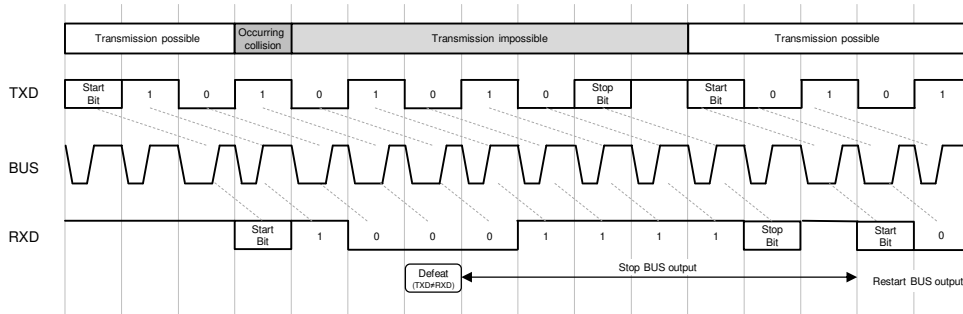 Transmission possible
Occurring
collision
Transmission impossible
Transmission possible
TXD
Start
Bit
1
0
1
0
1
0
1
0
Stop
Bit
Start
Bit
0
1
0
1
BUS
RXD
Start
Bit
1
0
0
0
1
1
1
1
Stop
Bit
Start
Bit
0
Defeat
(TXD≠RXD)
Stop BUS output
Restart BUS output